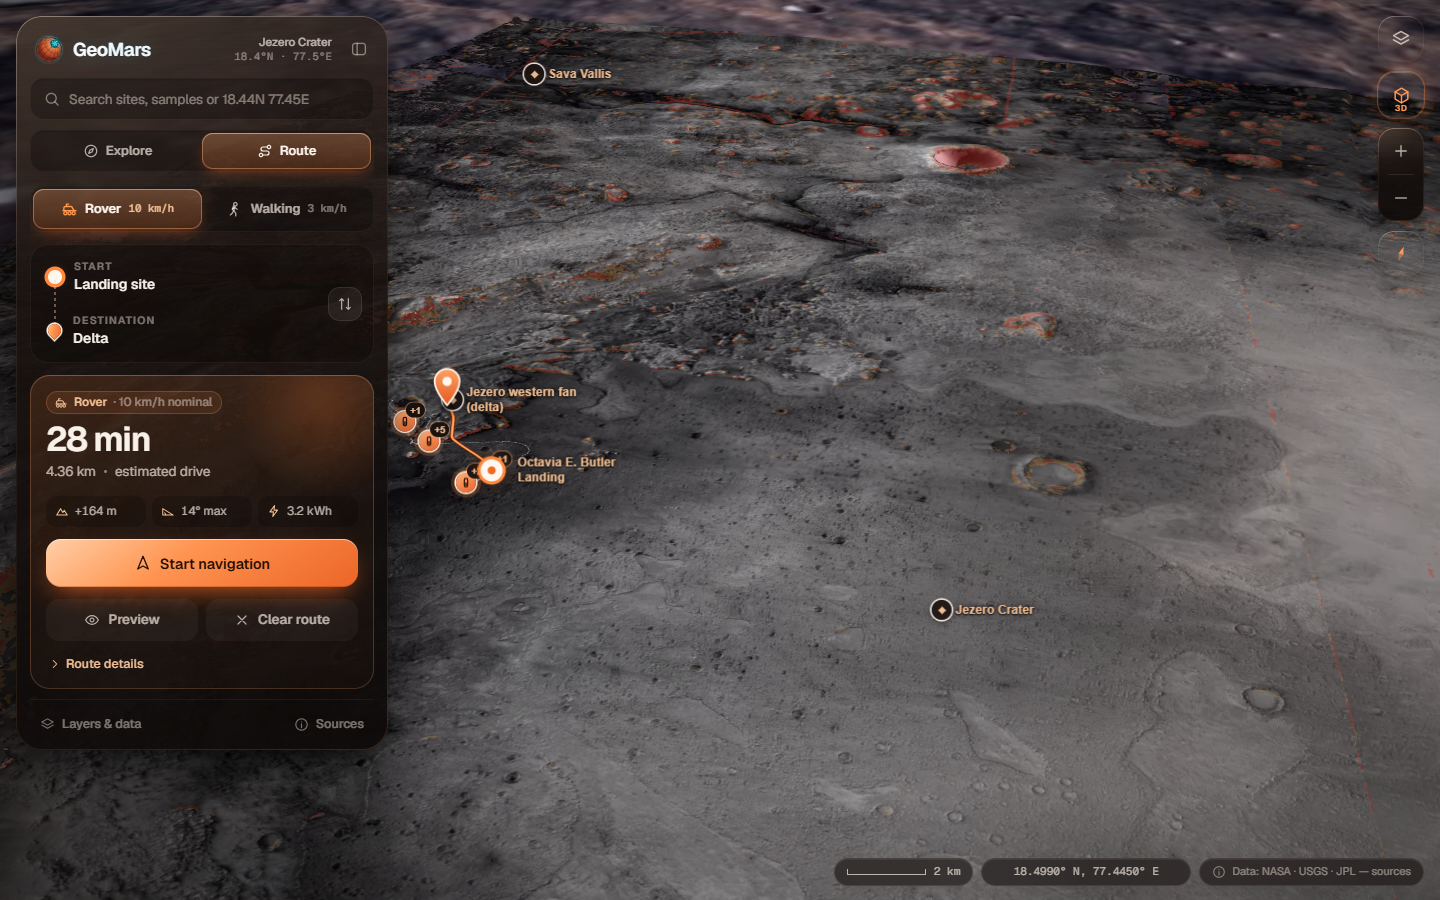 GeoMars
Jezero Crater
18.4°N · 77.5°E
Search sites, samples or 18.44N 77.45E
Explore
Route
Rover 10 km/h
Walking 3 km/h
START
Landing site
DESTINATION
Delta
Rover · 10 km/h nominal
28 min
4.36 km · estimated drive
+164 m
14° max
3.2 kWh
Start navigation
Preview
Clear route
Route details
Layers & data
Sources
Sava Vallis
Jezero western fan
(delta)
+1
+5
Octavia E. Butler
Landing
Jezero Crater
3D
+
−
2 km
18.4990° N, 77.4450° E
Data: NASA · USGS · JPL — sources